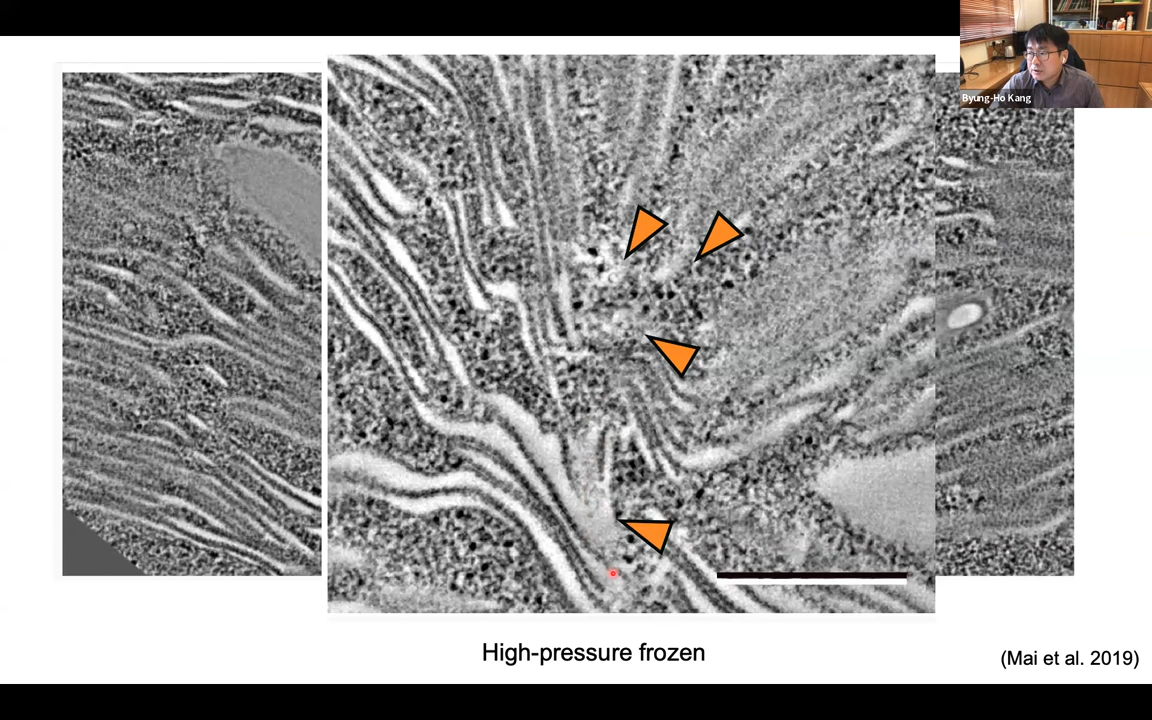 Byung-Ho Kang
High-pressure frozen
(Mai et al. 2019)